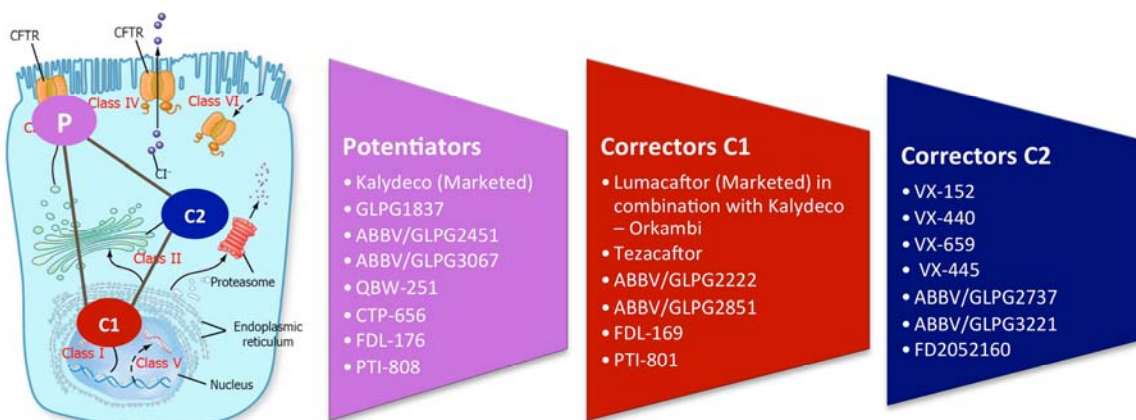 CFTR
CFTR
Class IV
Class VI
P
Cl⁻
C2
Class II
Proteasome
C1
Endoplasmic
reticulum
Class I
Class V
Nucleus
Potentiators
• Kalydeco (Marketed)
• GLPG1837
• ABBV/GLPG2451
• ABBV/GLPG3067
• QBW-251
• CTP-656
• FDL-176
• PTI-808
Correctors C1
• Lumacaftor (Marketed) in
combination with Kalydeco
– Orkambi
• Tezacaftor
• ABBV/GLPG2222
• ABBV/GLPG2851
• FDL-169
• PTI-801
Correctors C2
• VX-152
• VX-440
• VX-659
• VX-445
• ABBV/GLPG2737
• ABBV/GLPG3221
• FD2052160